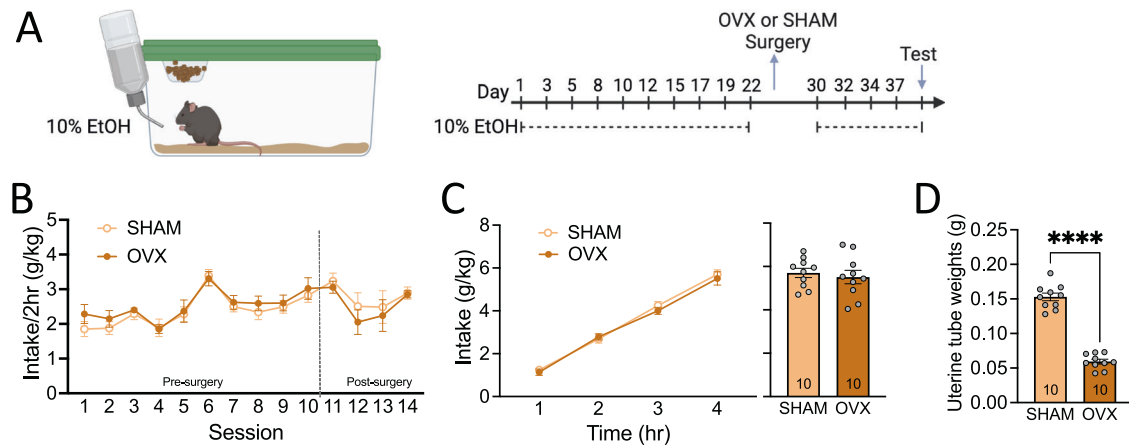 A
10% EtOH
OVX or SHAM
Surgery
Test
Day 1 3 5 8 10 12 15 17 19 22 30 32 34 37
10% EtOH
B
SHAM
OVX
Intake/2hr (g/kg)
5
4
3
2
1
0
Pre-surgery
Post-surgery
1 2 3 4 5 6 7 8 9 10 11 12 13 14
Session
C
SHAM
OVX
Intake (g/kg)
8
6
4
2
0
1 2 3 4
Time (hr)
10 10
SHAM OVX
D
****
Uterine tube weights (g)
0.25
0.20
0.15
0.10
0.05
0.00
10 10
SHAM OVX